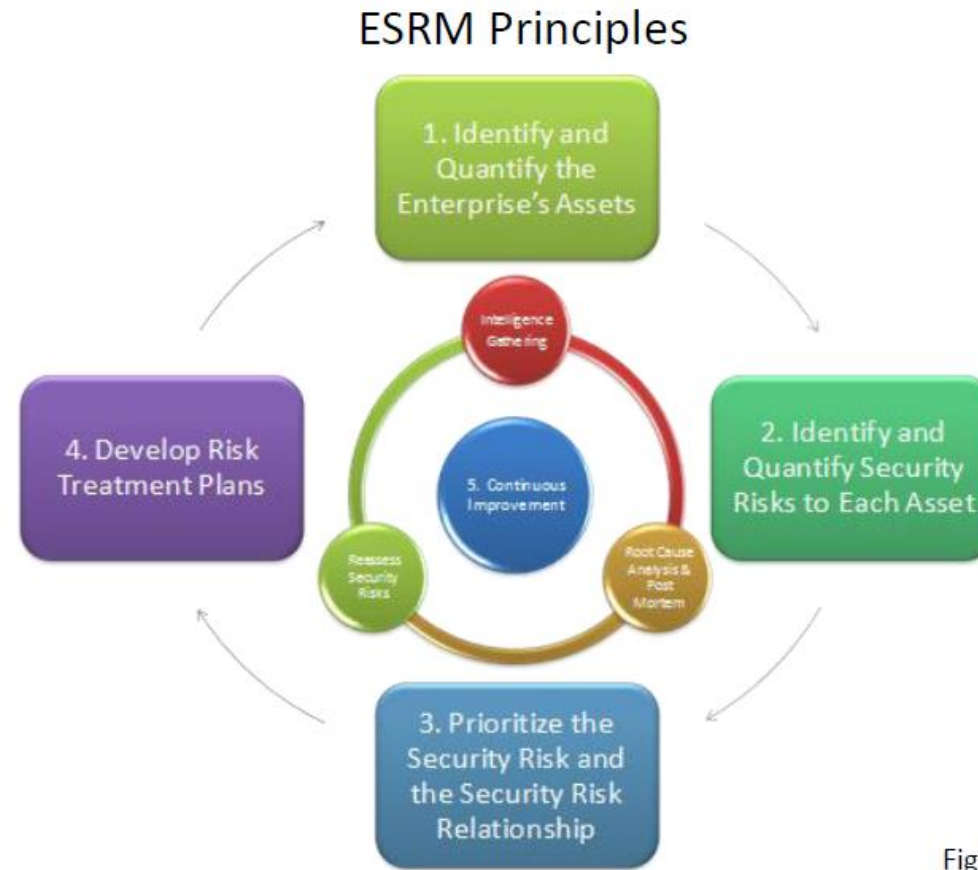 ESRM Principles
1. Identify and
Quantify the
Enterprise's Assets
Intelligence
Gathering
4. Develop Risk
Treatment Plans
5. Continuous
Improvement
2. Identify and
Quantify Security
Risks to Each Asset
Reassess
Security
Risks
Root Cause
Analysis &
Post
Mortem
3. Prioritize the
Security Risk and
the Security Risk
Relationship
Fig